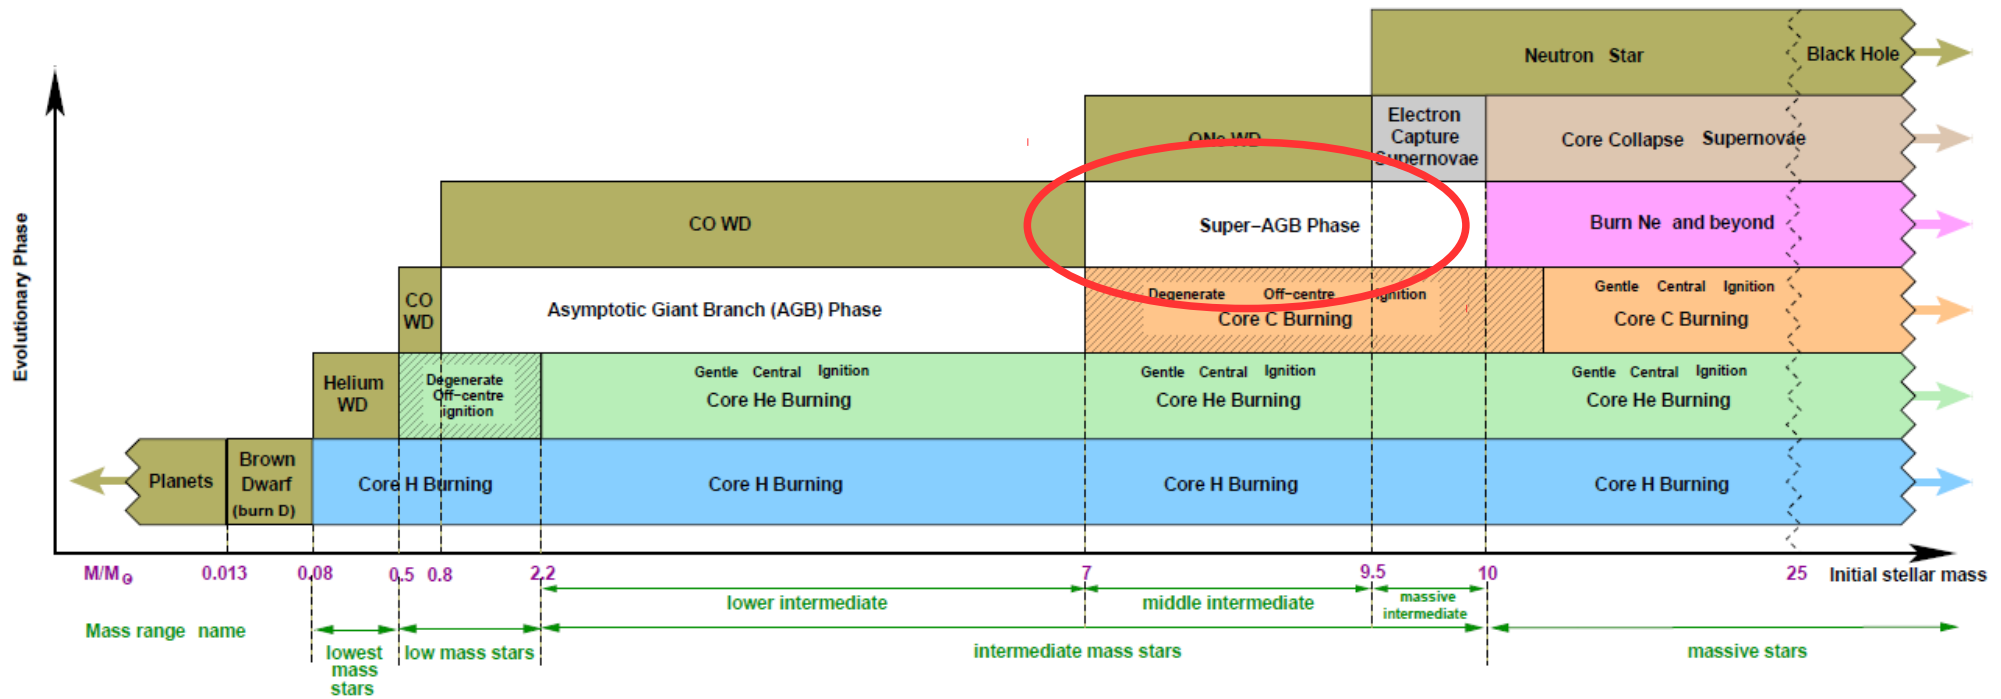 Neutron Star
Black Hole
ONe WD
Electron
Capture
Supernovae
Core Collapse Supernovae
CO WD
Super-AGB Phase
Burn Ne and beyond
CO
WD
Asymptotic Giant Branch (AGB) Phase
Degenerate Off-centre Ignition
Core C Burning
Gentle Central Ignition
Core C Burning
Helium
WD
Degenerate
Off-centre
ignition
Gentle Central Ignition
Core He Burning
Gentle Central Ignition
Core He Burning
Gentle Central Ignition
Core He Burning
Planets
Brown
Dwarf
(burn D)
Core H Burning
Core H Burning
Core H Burning
Core H Burning
Evolutionary Phase
M/M⊙ 0.013 0.08 0.5 0.8 2.2 7 9.5 10 25 Initial stellar mass
lower intermediate
middle intermediate
massive
intermediate
Mass range name
lowest
mass
stars
low mass stars
intermediate mass stars
massive stars